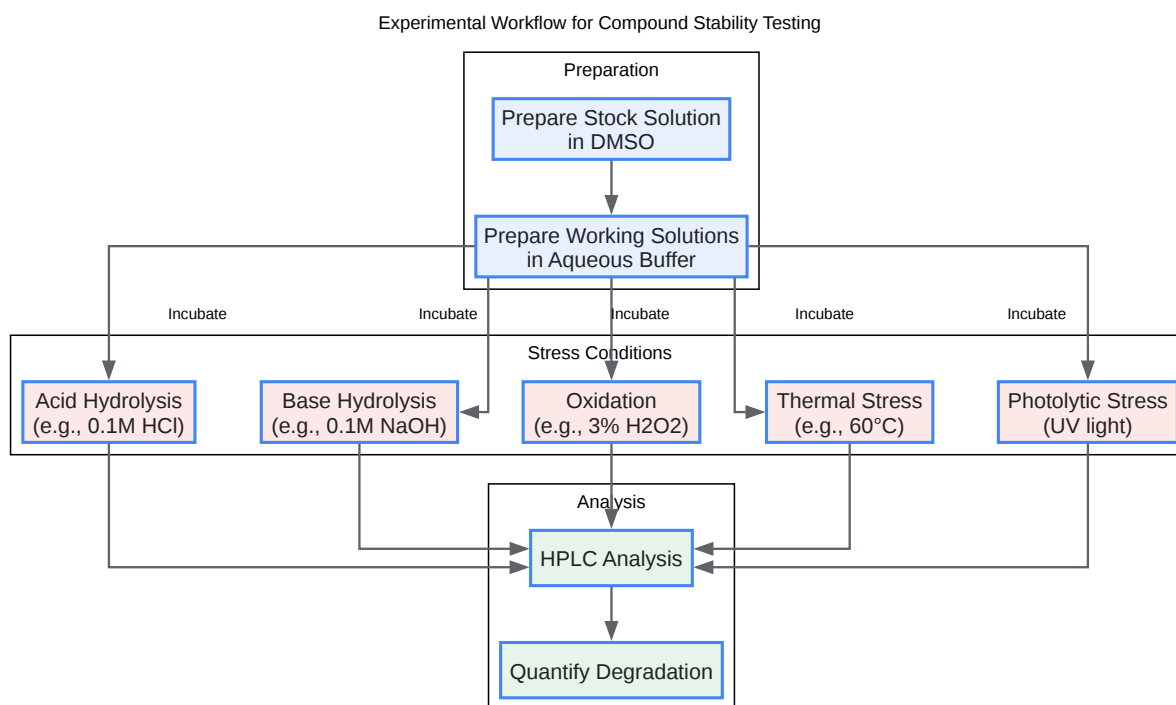 Experimental Workflow for Compound Stability Testing
Preparation
Prepare Stock Solution
in DMSO
Prepare Working Solutions
in Aqueous Buffer
Incubate
Incubate
Incubate
Incubate
Incubate
Stress Conditions
Acid Hydrolysis
(e.g., 0.1M HCl)
Base Hydrolysis
(e.g., 0.1M NaOH)
Oxidation
(e.g., 3% H2O2)
Thermal Stress
(e.g., 60°C)
Photolytic Stress
(UV light)
Analysis
HPLC Analysis
Quantify Degradation